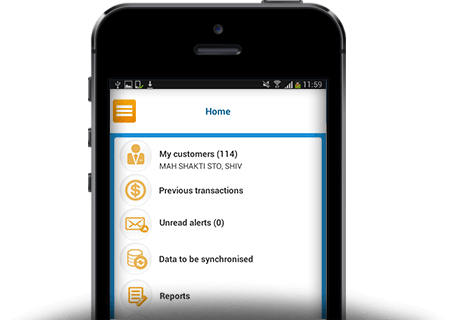 11:59
Home
My customers (114)
MAH SHAKTI STO, SHIV
Previous transactions
Unread alerts (0)
Data to be synchronised
Reports